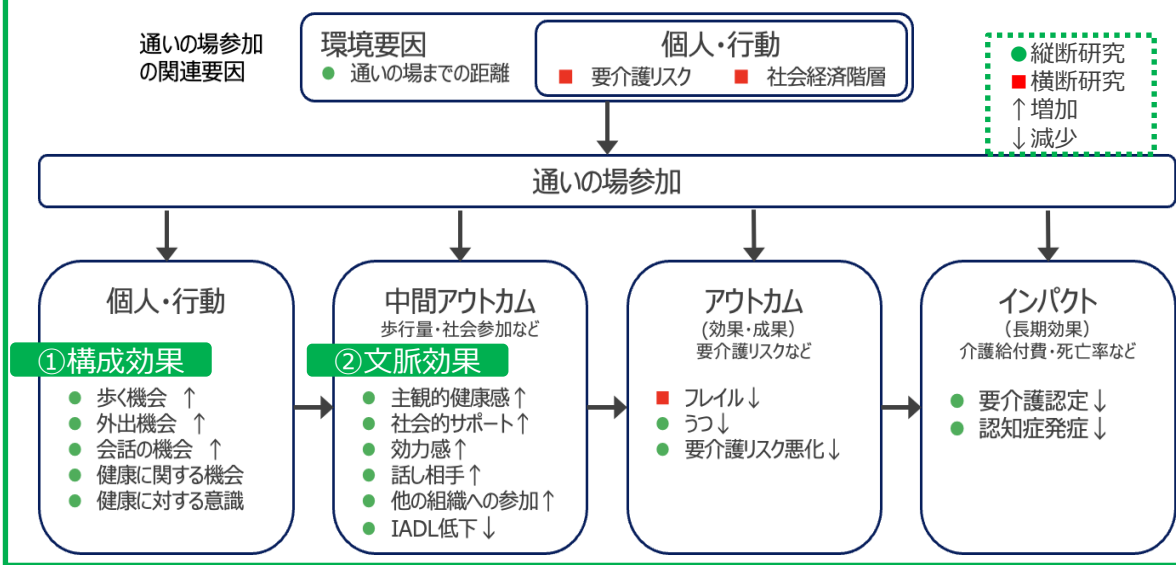 通いの場参加
の関連要因
環境要因
● 通いの場までの距離
個人・行動
■ 要介護リスク ■ 社会経済階層
●縦断研究
■横断研究
↑増加
↓減少
通いの場参加
個人・行動
①構成効果
● 歩く機会 ↑
● 外出機会 ↑
● 会話の機会 ↑
● 健康に関する機会
● 健康に対する意識
中間アウトカム
歩行量・社会参加など
②文脈効果
● 主観的健康感↑
● 社会的サポート↑
● 効力感↑
● 話し相手↑
● 他の組織への参加↑
● IADL低下↓
アウトカム
(効果・成果)
要介護リスクなど
■ フレイル↓
● うつ↓
● 要介護リスク悪化↓
インパクト
(長期効果)
介護給付費・死亡率など
● 要介護認定↓
● 認知症発症↓